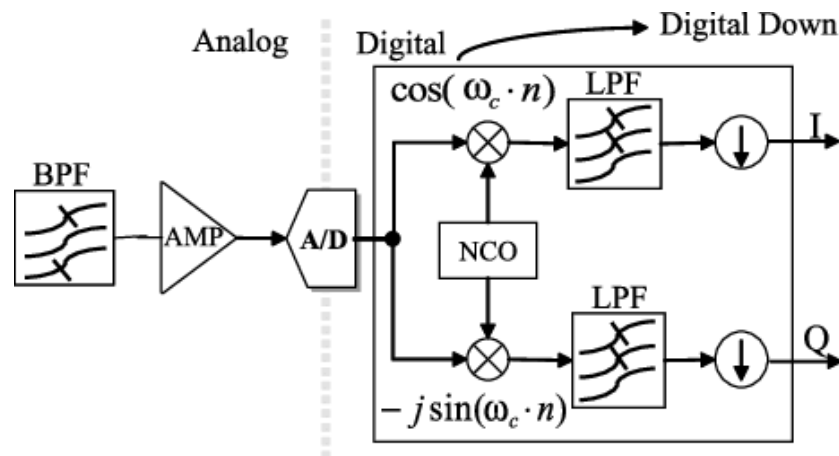 Analog
Digital
Digital Down
cos( ω_c · n)
LPF
I
BPF
AMP
A/D
NCO
LPF
Q
− j sin(ω_c · n)